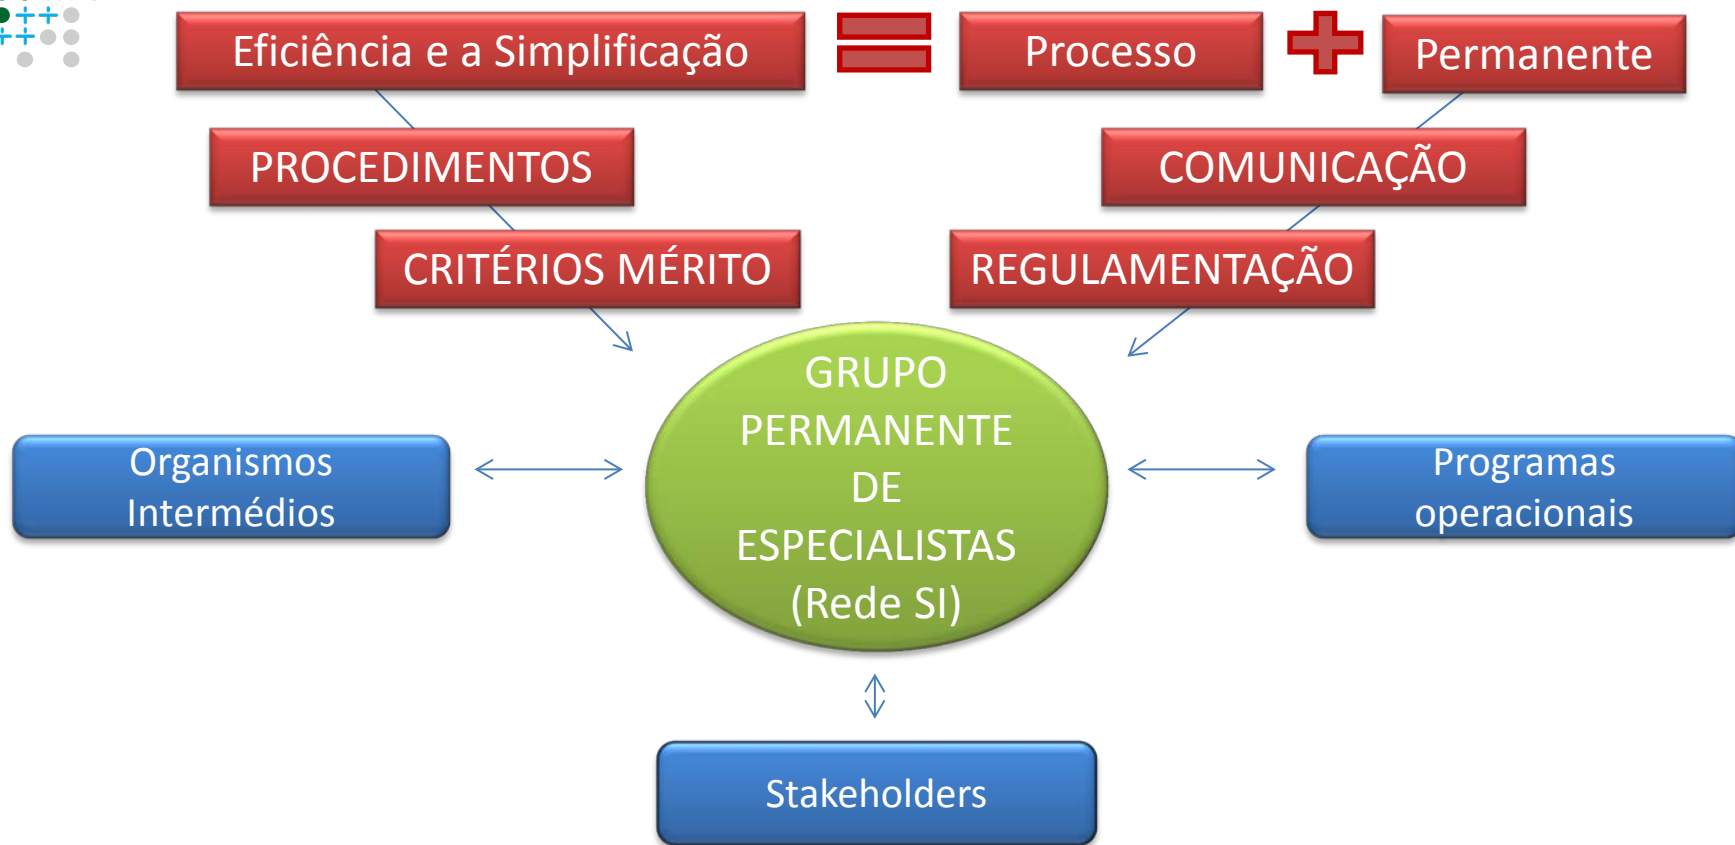 Eficiência e a Simplificação
Processo
Permanente
PROCEDIMENTOS
COMUNICAÇÃO
CRITÉRIOS MÉRITO
REGULAMENTAÇÃO
GRUPO
PERMANENTE
DE
ESPECIALISTAS
(Rede SI)
Organismos
Intermédios
Programas
operacionais
Stakeholders